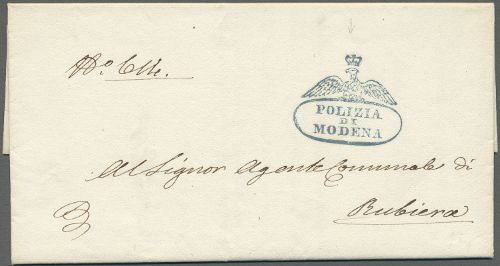 POLIZIA
DI
MODENA
Al Signor Agente Comunale di
Rubiera